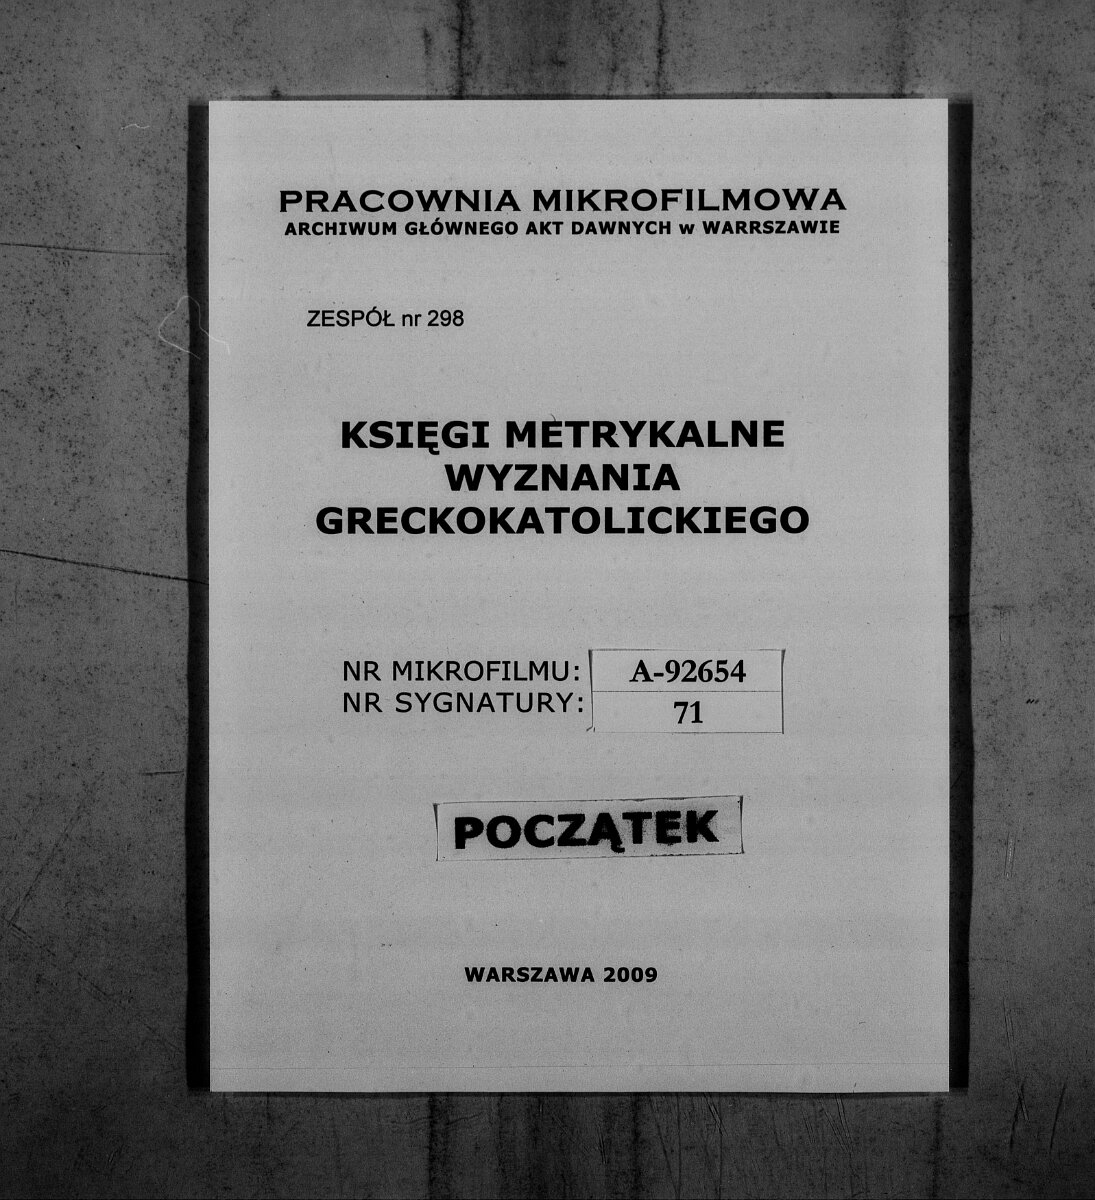 PRACOWNIA MIKROFILMOWA
ARCHIWUM GŁÓWNEGO AKT DAWNYCH w WARRSZAWIE
ZESPÓŁ nr 298
KSIĘGI METRYKALNE
WYZNANIA
GRECKOKATOLICKIEGO
NR MIKROFILMU: A-92654
NR SYGNATURY: 71
POCZĄTEK
WARSZAWA 2009